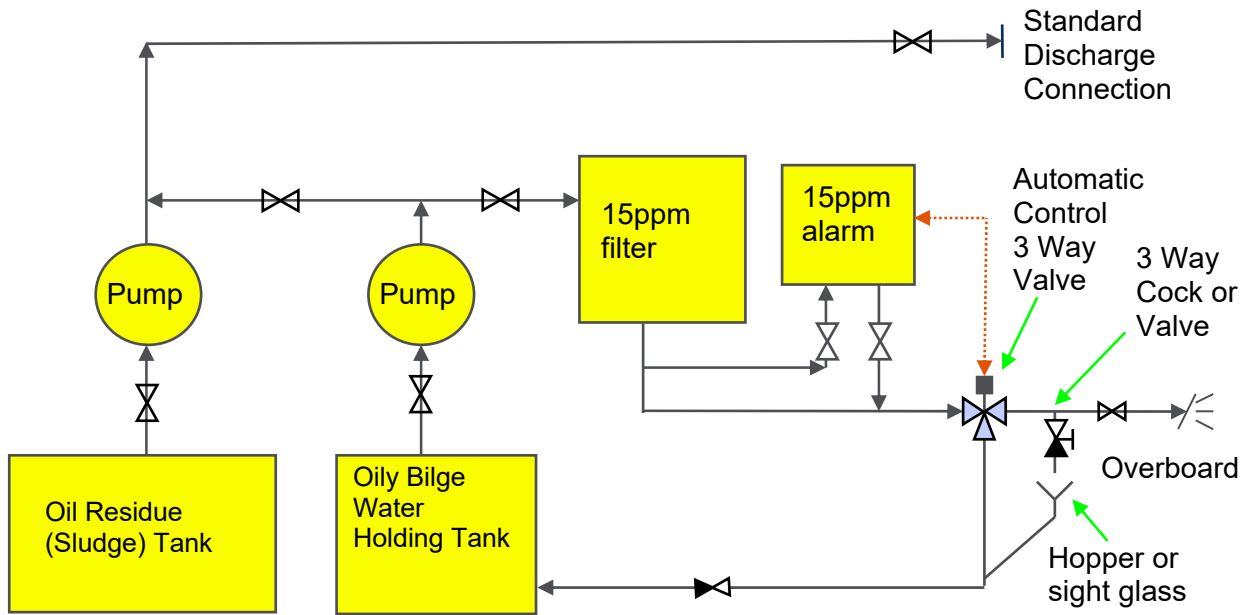 Standard
Discharge
Connection
15ppm
filter
15ppm
alarm
Automatic
Control
3 Way
Valve
3 Way
Cock or
Valve
Pump
Pump
Overboard
Oil Residue
(Sludge) Tank
Oily Bilge
Water
Holding Tank
Hopper or
sight glass